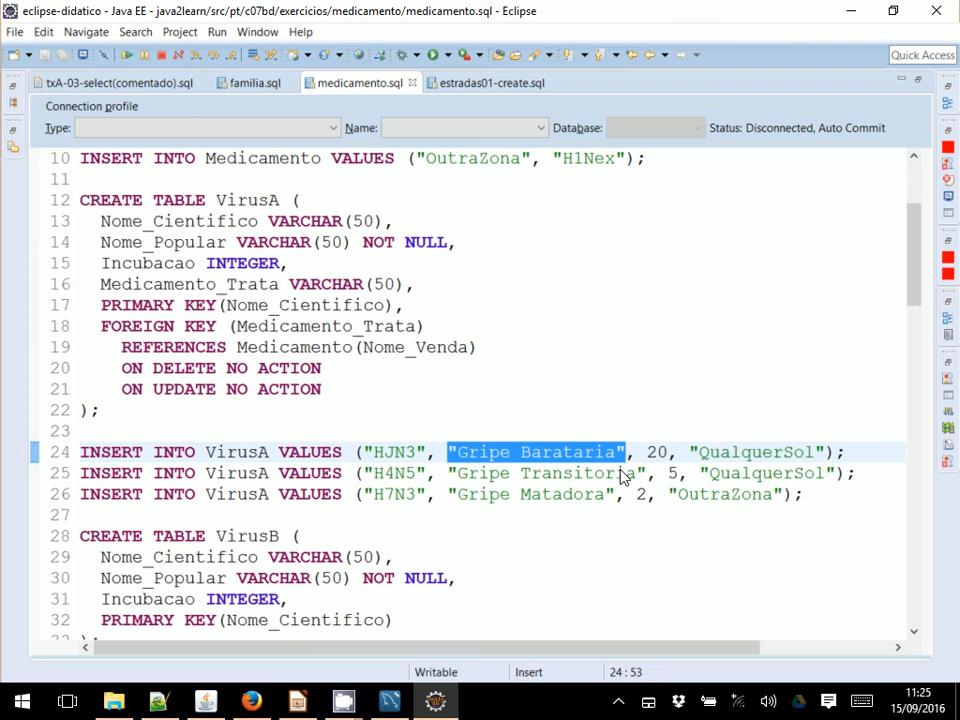 eclipse-didatico - Java EE - java2learn/src/pt/c07bd/exercicios/medicamento/medicamento.sql - Eclipse
File Edit Navigate Search Project Run Window Help
Quick Access
txA-03-select(comentado).sql familia.sql medicamento.sql estradas01-create.sql
Connection profile
Type: Name: Database: Status: Disconnected, Auto Commit
10 INSERT INTO Medicamento VALUES ("OutraZona", "H1Nex");
11
12 CREATE TABLE VirusA (
13 Nome_Cientifico VARCHAR(50),
14 Nome_Popular VARCHAR(50) NOT NULL,
15 Incubacao INTEGER,
16 Medicamento_Trata VARCHAR(50),
17 PRIMARY KEY(Nome_Cientifico),
18 FOREIGN KEY (Medicamento_Trata)
19 REFERENCES Medicamento(Nome_Venda)
20 ON DELETE NO ACTION
21 ON UPDATE NO ACTION
22 );
23
24 INSERT INTO VirusA VALUES ("HJN3", "Gripe Barataria", 20, "QualquerSol");
25 INSERT INTO VirusA VALUES ("H4N5", "Gripe Transitoria", 5, "QualquerSol");
26 INSERT INTO VirusA VALUES ("H7N3", "Gripe Matadora", 2, "OutraZona");
27
28 CREATE TABLE VirusB (
29 Nome_Cientifico VARCHAR(50),
30 Nome_Popular VARCHAR(50) NOT NULL,
31 Incubacao INTEGER,
32 PRIMARY KEY(Nome_Cientifico)
Writable Insert 24 : 53
11:25
15/09/2016